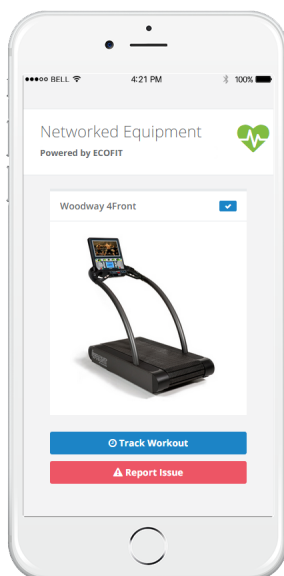 BELL 4:21 PM 100%
Networked Equipment
Powered by ECOFIT
Woodway 4Front
Track Workout
Report Issue